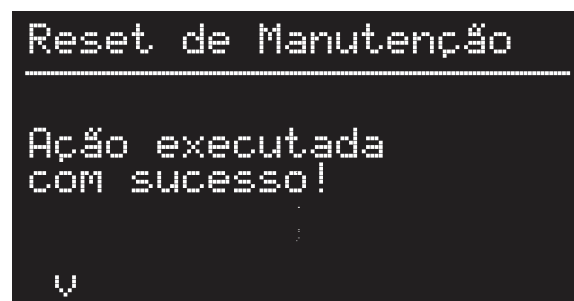 Reset de Manutenção
Ação executada
com sucesso!
V